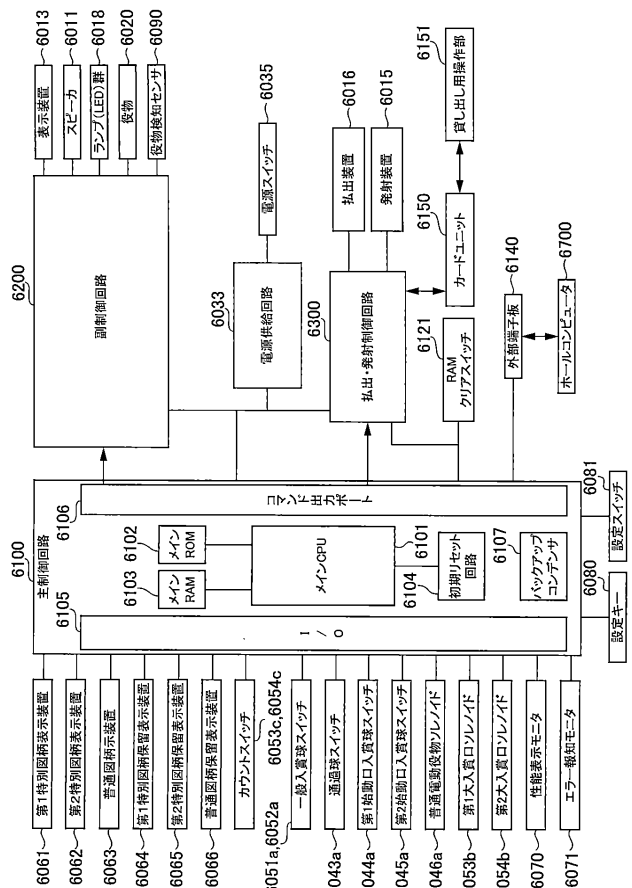 6100
主制御回路
6105
I/O
6103
メインRAM
6102
メインROM
6106
コマンド出力ポート
メインCPU
6101
6104
初期リセット回路
6107
バックアップコンデンサ
6061
第1特別図柄表示装置
6062
第2特別図柄表示装置
6063
普通図柄示装置
6064
第1特別図柄保留表示装置
6065
第2特別図柄保留表示装置
6066
普通図柄保留表示装置
カウントスイッチ
6053c,6054c
6051a,6052a
一般入賞球スイッチ
043a
通過球スイッチ
044a
第1始動口入賞球スイッチ
045a
第2始動口入賞球スイッチ
046a
普通電動役物ソレノイド
053b
第1大入賞口ソレノイド
054b
第2大入賞口ソレノイド
6070
性能表示モニタ
6071
エラー報知モニタ
6080
設定キー
6081
設定スイッチ
6200
副制御回路
表示装置
6013
スピーカ
6011
ランプ(LED)群
6018
役物
6020
役物検知センサ
6090
6033
電源供給回路
電源スイッチ
6035
6300
払出・発射制御回路
払出装置
6016
発射装置
6015
6150
カードユニット
6151
貸し出し用操作部
6121
RAM
クリアスイッチ
6140
外部端子板
6700
ホールコンピュータ